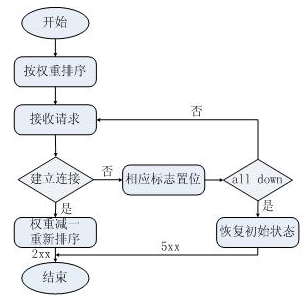 开始
按权重排序
接收请求
否
建立连接
否
相应标志置位
all down
是
是
权重减一
重新排序
恢复初始状态
2xx
5xx
结束